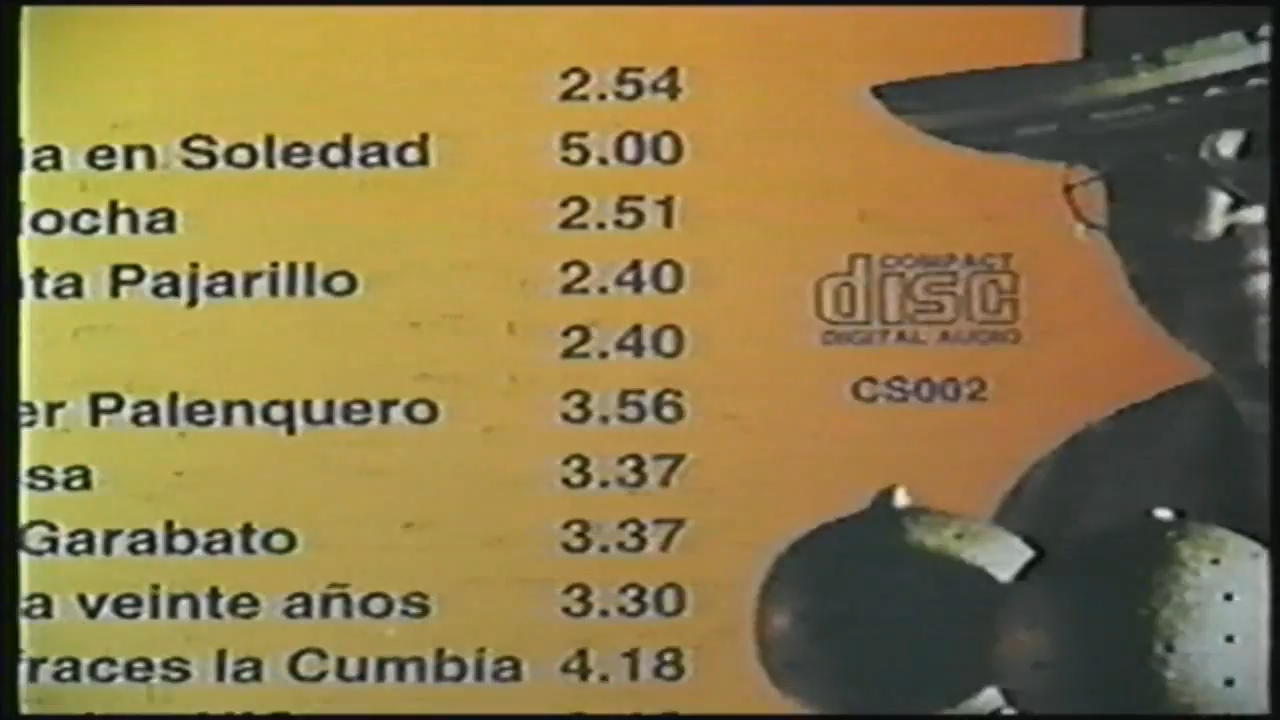 2.54
ia en Soledad 5.00
locha 2.51
nta Pajarillo 2.40
2.40
er Palenquero 3.56
sa 3.37
Garabato 3.37
a veinte años 3.30
fraces la Cumbia 4.18
COMPACT
disc
DIGITAL AUDIO
CS002